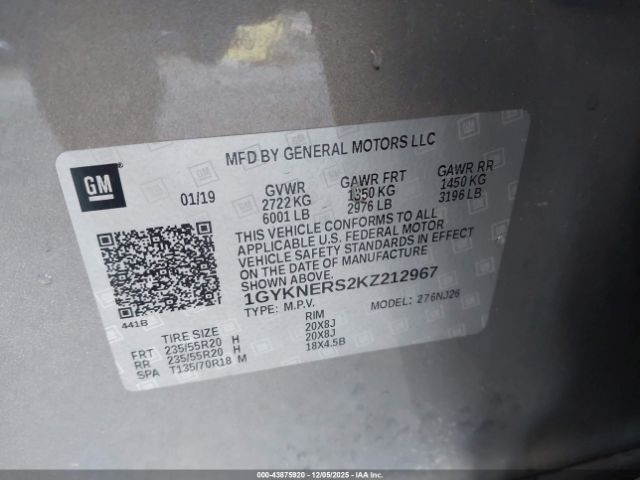 MFD BY GENERAL MOTORS LLC
GM
01/19
GVWR GAWR FRT GAWR RR
2722 KG 1350 KG 1450 KG
6001 LB 2976 LB 3196 LB
THIS VEHICLE CONFORMS TO ALL
APPLICABLE U.S. FEDERAL MOTOR
VEHICLE SAFETY STANDARDS IN EFFECT
ON THE DATE OF MANUFACTURE
SHOWN ABOVE.
1GYKNERS2KZ212967
TYPE: M.P.V. MODEL: 276NJ26
441B
TIRE SIZE RIM
FRT 235/55R20 H 20X8J
RR 235/55R20 H 20X8J
SPA T135/70R18 M 18X4.5B
000-43875920 - 12/05/2025 - IAAI.COM